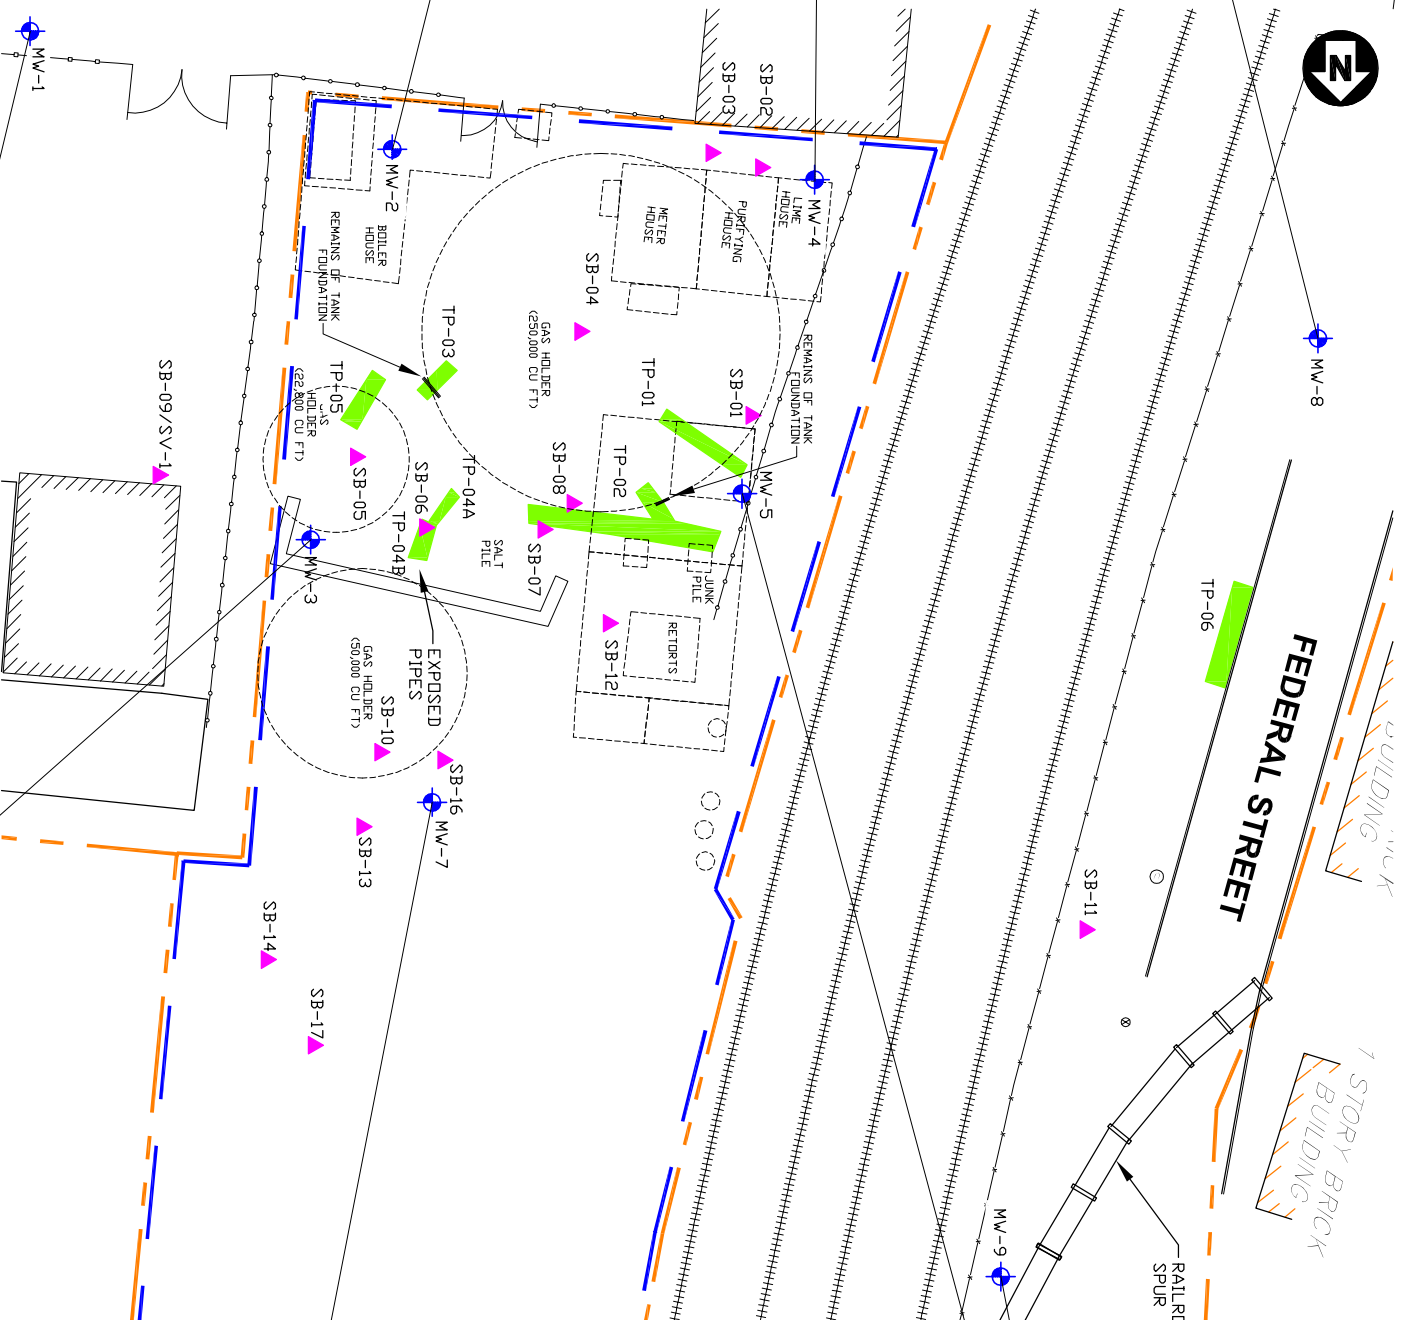 N
MW-1
SB-03
SB-02
MW-2
MW-4
LIME
HOUSE
PURIFYING
HOUSE
METER
HOUSE
BOILER
HOUSE
REMAINS OF TANK
FOUNDATION
SB-04
GAS HOLDER
(250,000 CU FT)
TP-03
MW-8
REMAINS OF TANK
FOUNDATION
TP-01
SB-01
SB-09/SV-1
TP-05
GAS
HOLDER
(22,800 CU FT)
SB-05
SB-06
TP-04A
TP-04B
SB-08
TP-02
MW-5
SALT
PILE
SB-07
JUNK
PILE
MW-3
TP-06
FEDERAL STREET
SB-12
RETORTS
EXPOSED
PIPES
GAS HOLDER
(50,000 CU FT)
SB-10
SB-16
MW-7
SB-13
BUILDING
SB-11
SB-14
SB-17
1 STORY BRICK
BUILDING
MW-9
SPUR